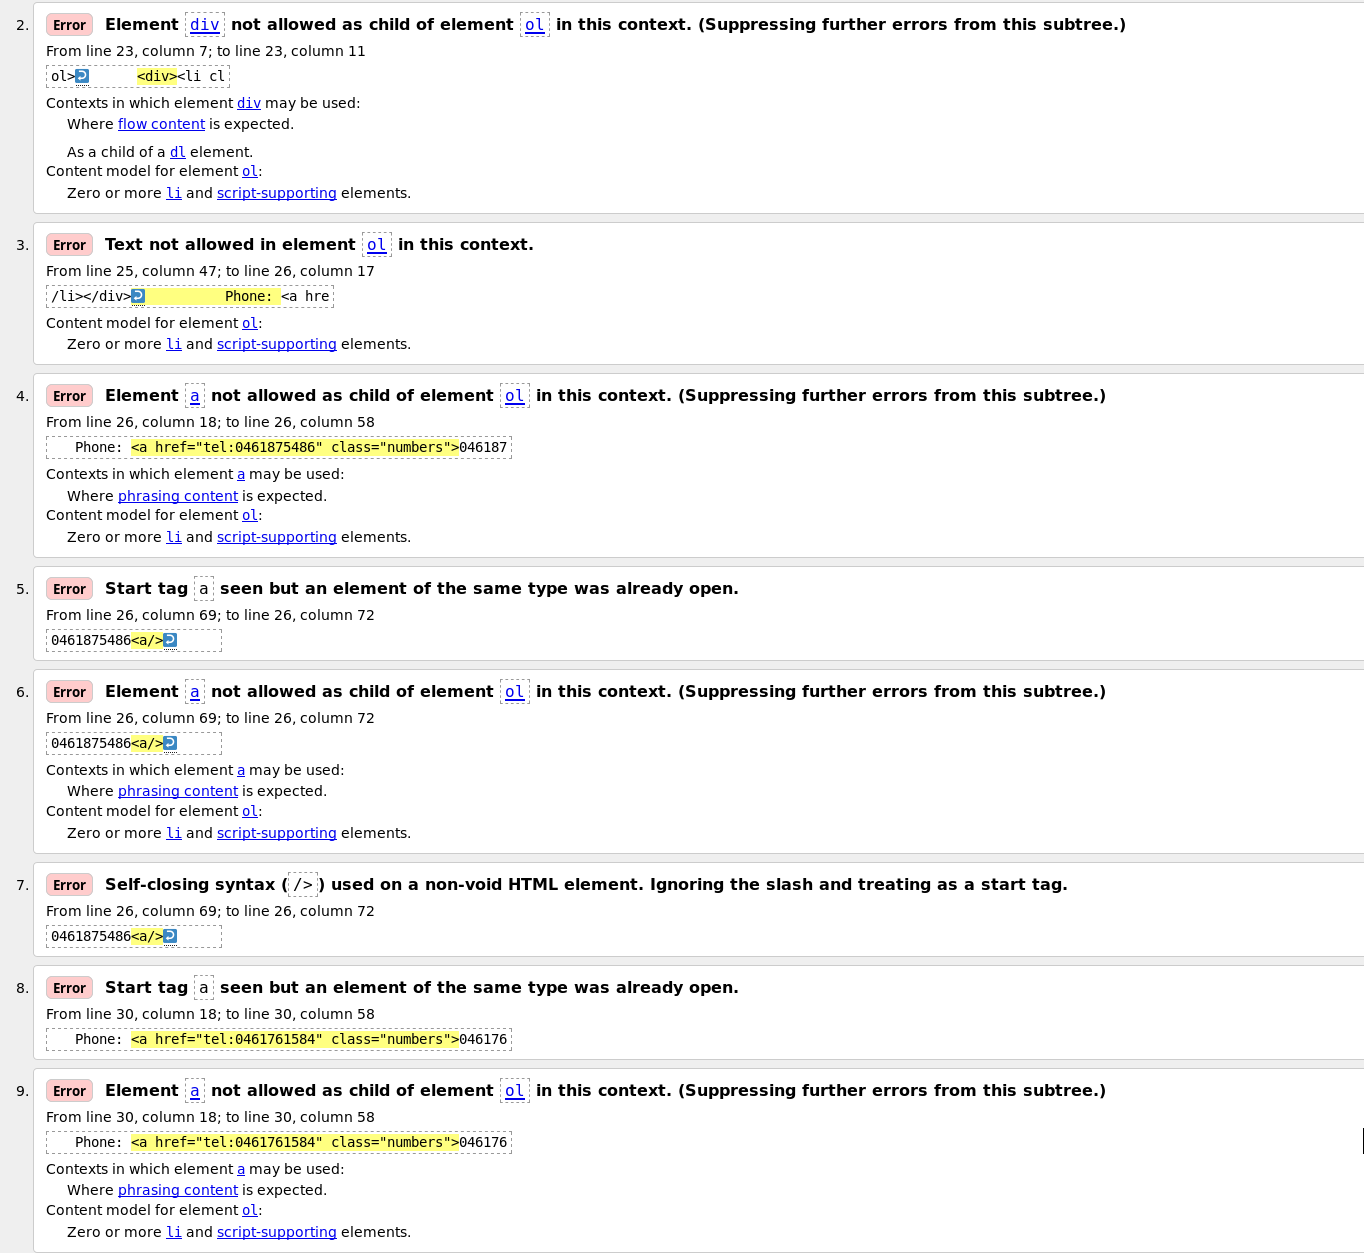 2. Error Element div not allowed as child of element ol in this context. (Suppressing further errors from this subtree.)
From line 23, column 7; to line 23, column 11
ol>↩      <div><li cl
Contexts in which element div may be used:
Where flow content is expected.
As a child of a dl element.
Content model for element ol:
Zero or more li and script-supporting elements.
3. Error Text not allowed in element ol in this context.
From line 25, column 47; to line 26, column 17
/li></div>↩          Phone: <a hre
Content model for element ol:
Zero or more li and script-supporting elements.
4. Error Element a not allowed as child of element ol in this context. (Suppressing further errors from this subtree.)
From line 26, column 18; to line 26, column 58
Phone: <a href="tel:0461875486" class="numbers">046187
Contexts in which element a may be used:
Where phrasing content is expected.
Content model for element ol:
Zero or more li and script-supporting elements.
5. Error Start tag a seen but an element of the same type was already open.
From line 26, column 69; to line 26, column 72
0461875486<a/>↩
6. Error Element a not allowed as child of element ol in this context. (Suppressing further errors from this subtree.)
From line 26, column 69; to line 26, column 72
0461875486<a/>↩
Contexts in which element a may be used:
Where phrasing content is expected.
Content model for element ol:
Zero or more li and script-supporting elements.
7. Error Self-closing syntax (/>) used on a non-void HTML element. Ignoring the slash and treating as a start tag.
From line 26, column 69; to line 26, column 72
0461875486<a/>↩
8. Error Start tag a seen but an element of the same type was already open.
From line 30, column 18; to line 30, column 58
Phone: <a href="tel:0461761584" class="numbers">046176
9. Error Element a not allowed as child of element ol in this context. (Suppressing further errors from this subtree.)
From line 30, column 18; to line 30, column 58
Phone: <a href="tel:0461761584" class="numbers">046176
Contexts in which element a may be used:
Where phrasing content is expected.
Content model for element ol:
Zero or more li and script-supporting elements.